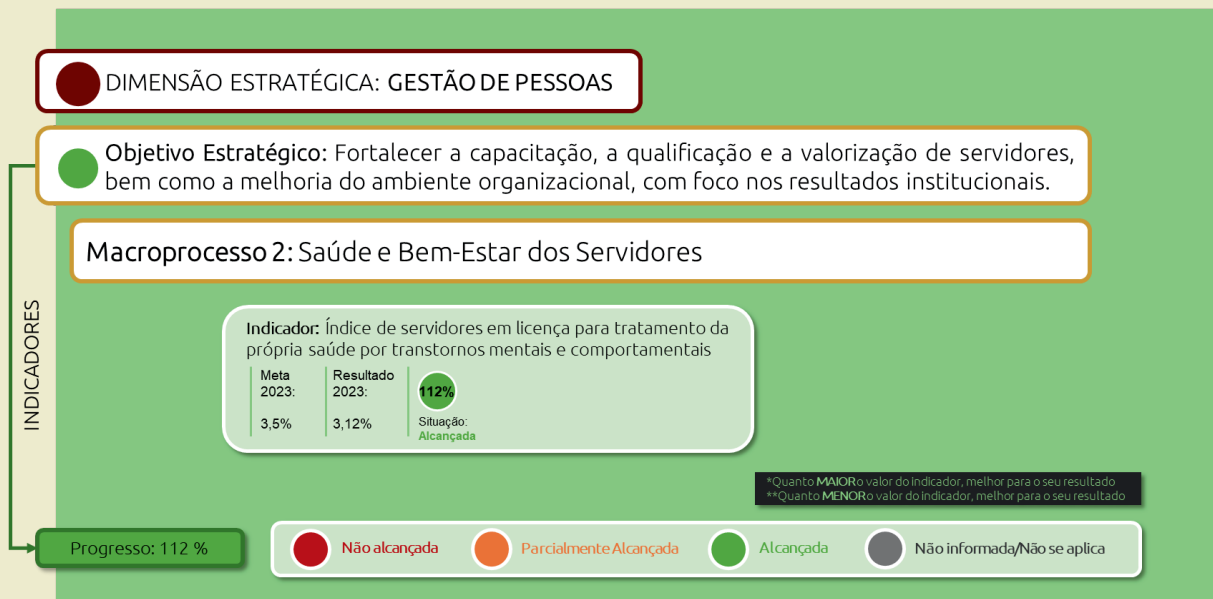 DIMENSÃO ESTRATÉGICA: GESTÃO DE PESSOAS
Objetivo Estratégico: Fortalecer a capacitação, a qualificação e a valorização de servidores,
bem como a melhoria do ambiente organizacional, com foco nos resultados institucionais.
Macroprocesso 2: Saúde e Bem-Estar dos Servidores
INDICADORES
Indicador: Índice de servidores em licença para tratamento da
própria saúde por transtornos mentais e comportamentais
Meta
2023:
3,5%
Resultado
2023:
3,12%
112%
Situação:
Alcançada
*Quanto MAIOR o valor do indicador, melhor para o seu resultado
**Quanto MENOR o valor do indicador, melhor para o seu resultado
Progresso: 112 %
Não alcançada
Parcialmente Alcançada
Alcançada
Não informada/Não se aplica